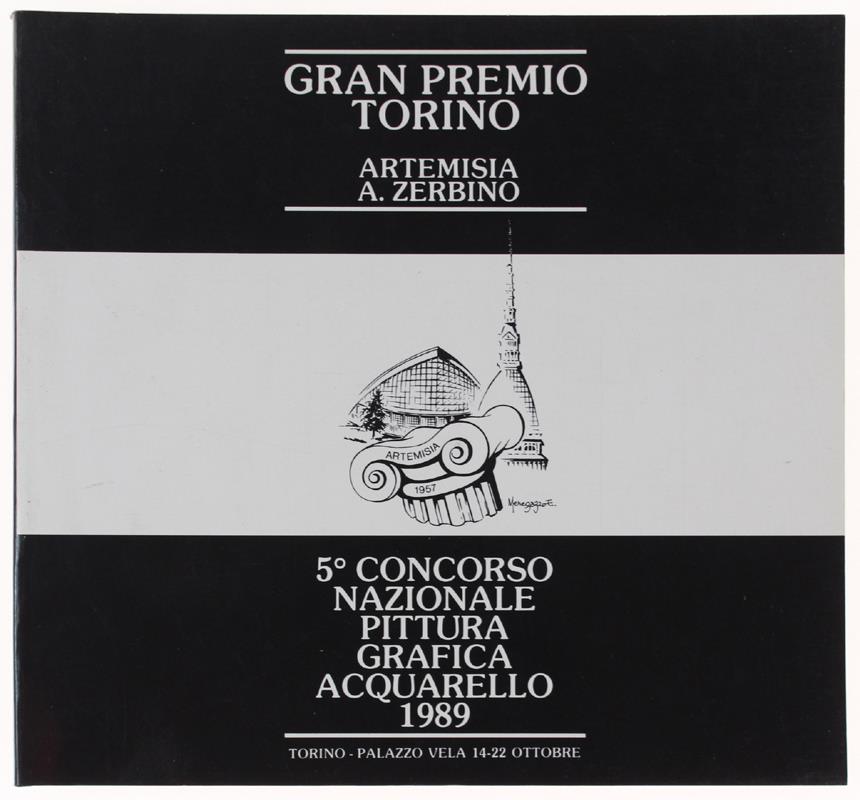 GRAN PREMIO
TORINO
ARTEMISIA
A. ZERBINO
ARTEMISIA
1957
Menegazzo E.
5° CONCORSO
NAZIONALE
PITTURA
GRAFICA
ACQUARELLO
1989
TORINO - PALAZZO VELA 14-22 OTTOBRE